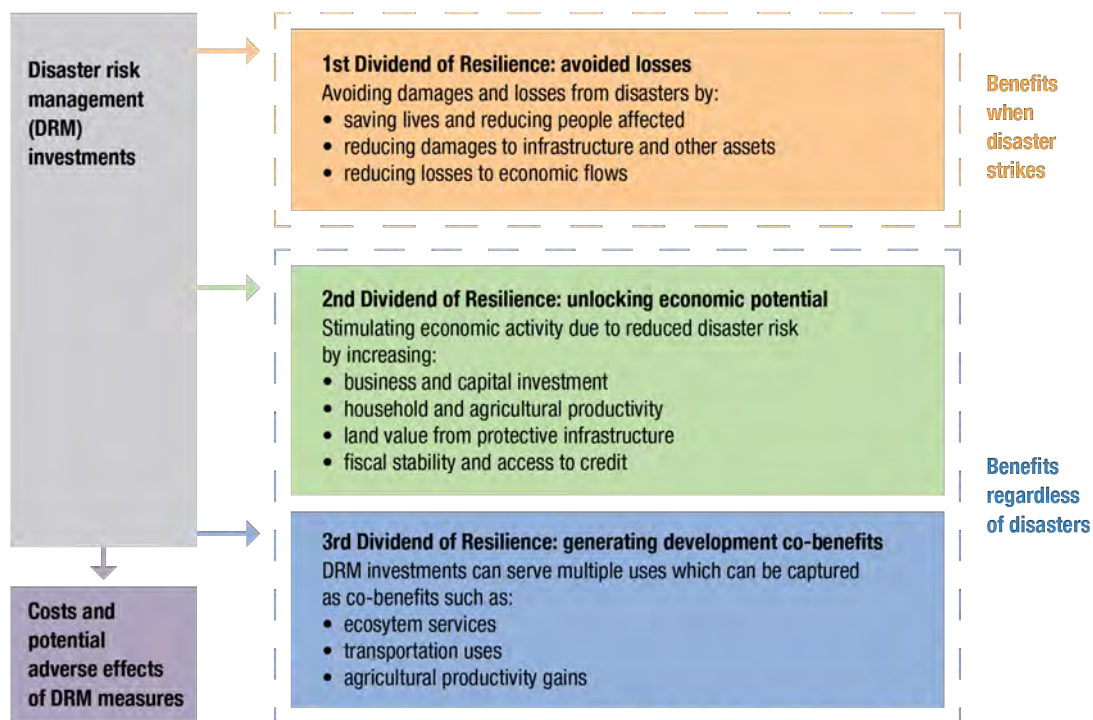 Disaster risk
management
(DRM)
investments
1st Dividend of Resilience: avoided losses
Avoiding damages and losses from disasters by:
• saving lives and reducing people affected
• reducing damages to infrastructure and other assets
• reducing losses to economic flows
Benefits
when
disaster
strikes
2nd Dividend of Resilience: unlocking economic potential
Stimulating economic activity due to reduced disaster risk
by increasing:
• business and capital investment
• household and agricultural productivity
• land value from protective infrastructure
• fiscal stability and access to credit
Benefits
regardless
of disasters
3rd Dividend of Resilience: generating development co-benefits
DRM investments can serve multiple uses which can be captured
as co-benefits such as:
• ecosytem services
• transportation uses
• agricultural productivity gains
Costs and
potential
adverse effects
of DRM measures